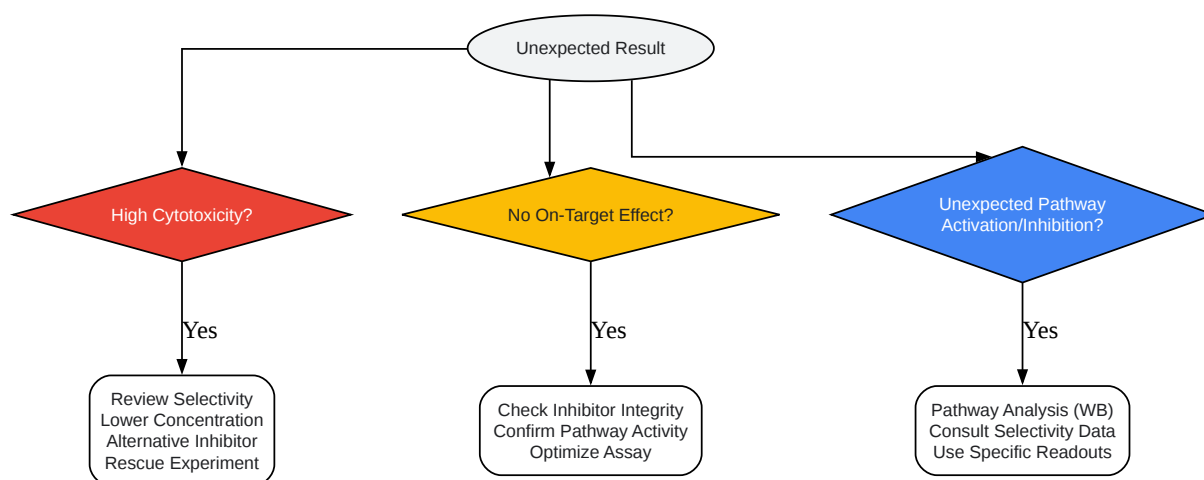 Unexpected Result
High Cytotoxicity?
No On-Target Effect?
Unexpected Pathway
Activation/Inhibition?
Yes
Yes
Yes
Review Selectivity
Lower Concentration
Alternative Inhibitor
Rescue Experiment
Check Inhibitor Integrity
Confirm Pathway Activity
Optimize Assay
Pathway Analysis (WB)
Consult Selectivity Data
Use Specific Readouts